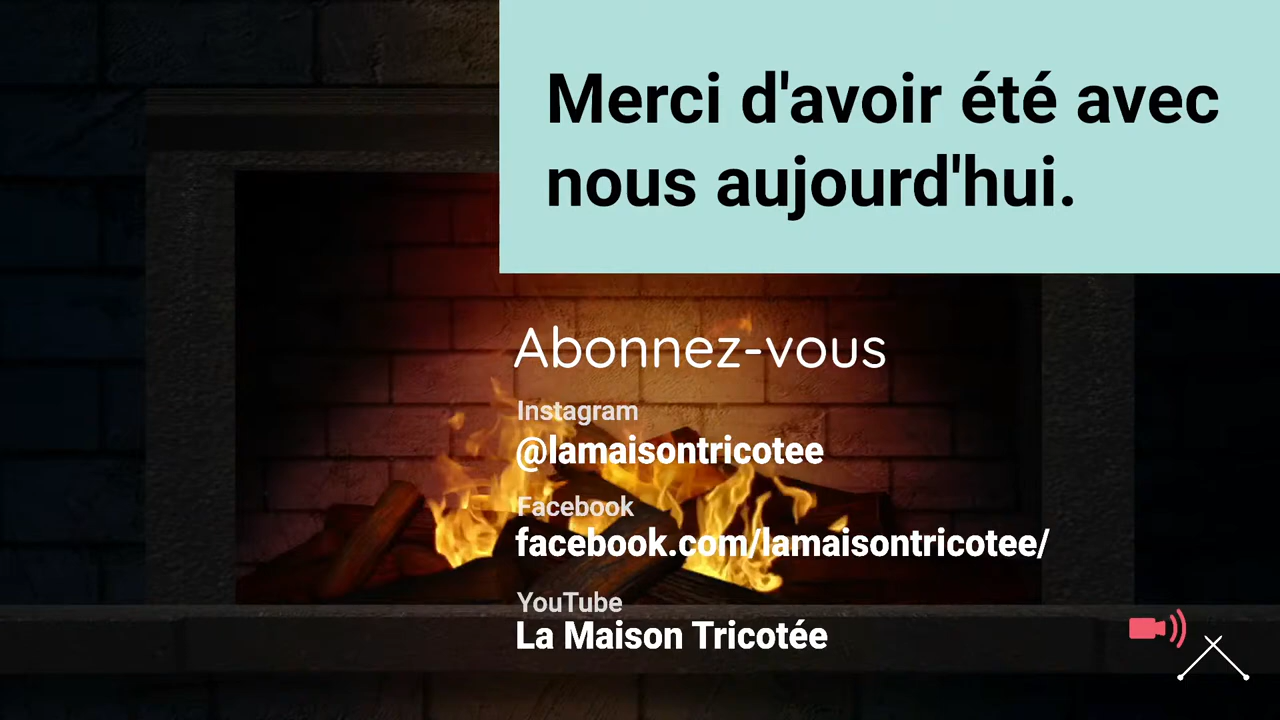 Merci d'avoir été avec
nous aujourd'hui.
Abonnez-vous
Instagram
@lamaisontricotee
Facebook
facebook.com/lamaisontricotee/
YouTube
La Maison Tricotée